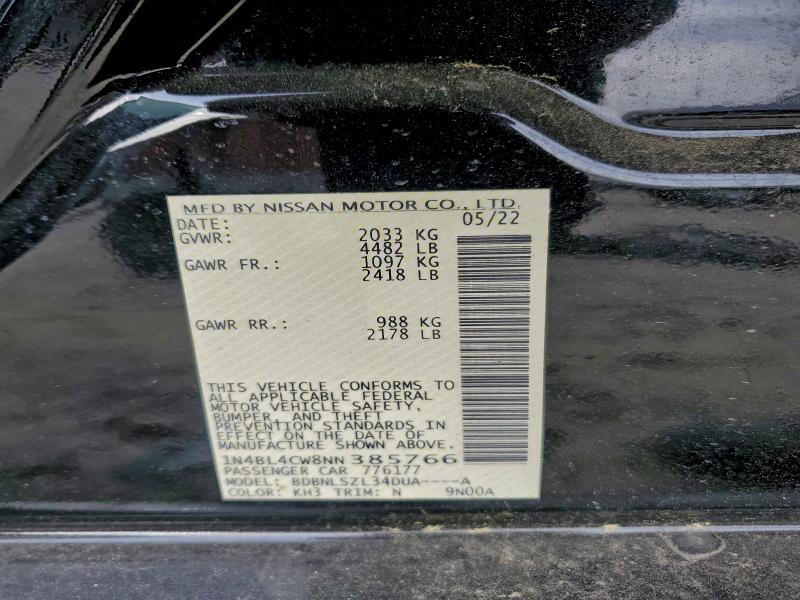 MFD BY NISSAN MOTOR CO., LTD.
DATE: 05/22
GVWR: 2033 KG
4482 LB
GAWR FR.: 1097 KG
2418 LB
GAWR RR.: 988 KG
2178 LB
THIS VEHICLE CONFORMS TO
ALL APPLICABLE FEDERAL
MOTOR VEHICLE SAFETY,
BUMPER, AND THEFT
PREVENTION STANDARDS IN
EFFECT ON THE DATE OF
MANUFACTURE SHOWN ABOVE.
1N4BL4CW8NN385766
PASSENGER CAR 776177
MODEL: BDBNLSZL34DUA----A
COLOR: KH3 TRIM: N 9N00A